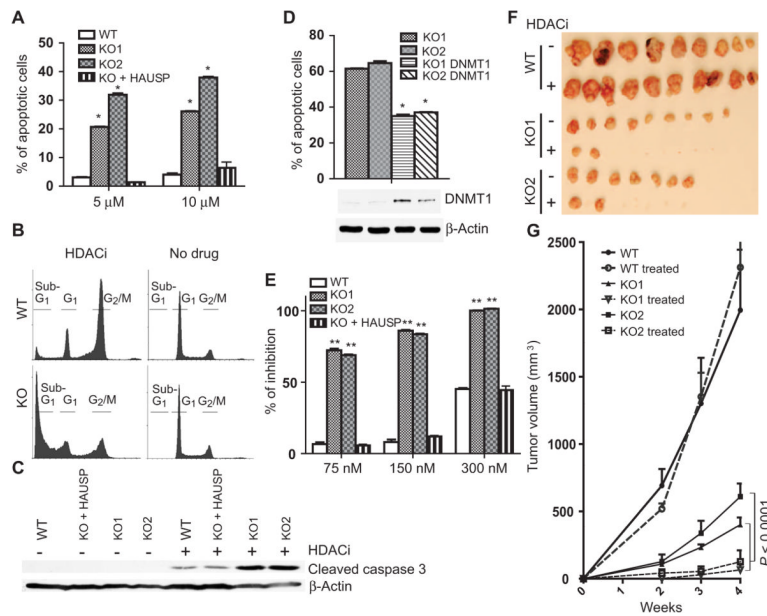 A
WT
KO1
KO2
KO + HAUSP
% of apoptotic cells
60
50
40
30
20
10
0
* * * *
5 µM 10 µM
B
HDACi No drug
WT
Sub-G1 G1 G2/M
Sub-G1 G1 G2/M
KO
Sub-G1 G1 G2/M
Sub-G1 G1 G2/M
C
WT KO + HAUSP KO1 KO2 WT KO + HAUSP KO1 KO2
- - - - + + + + HDACi
Cleaved caspase 3
β-Actin
D
KO1
KO2
KO1 DNMT1
KO2 DNMT1
% of apoptotic cells
80
60
40
20
0
* *
DNMT1
β-Actin
E
WT
KO1
KO2
KO + HAUSP
% of inhibition
100
50
0
** ** ** ** ** **
75 nM 150 nM 300 nM
F
HDACi
WT
-
+
KO1
-
+
KO2
-
+
G
WT
WT treated
KO1
KO1 treated
KO2
KO2 treated
Tumor volume (mm3)
2500
2000
1500
1000
500
0
0 1 2 3 4
Weeks
P < 0.0001